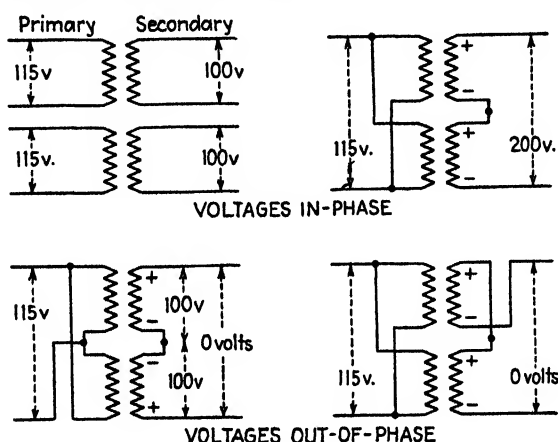 Primary Secondary
115v 100v
115v. 100v
115v. + - + - 200v.
VOLTAGES IN-PHASE
115v + - - + 100v 100v 0 volts
115v. + - + - 0 volts
VOLTAGES OUT-OF-PHASE